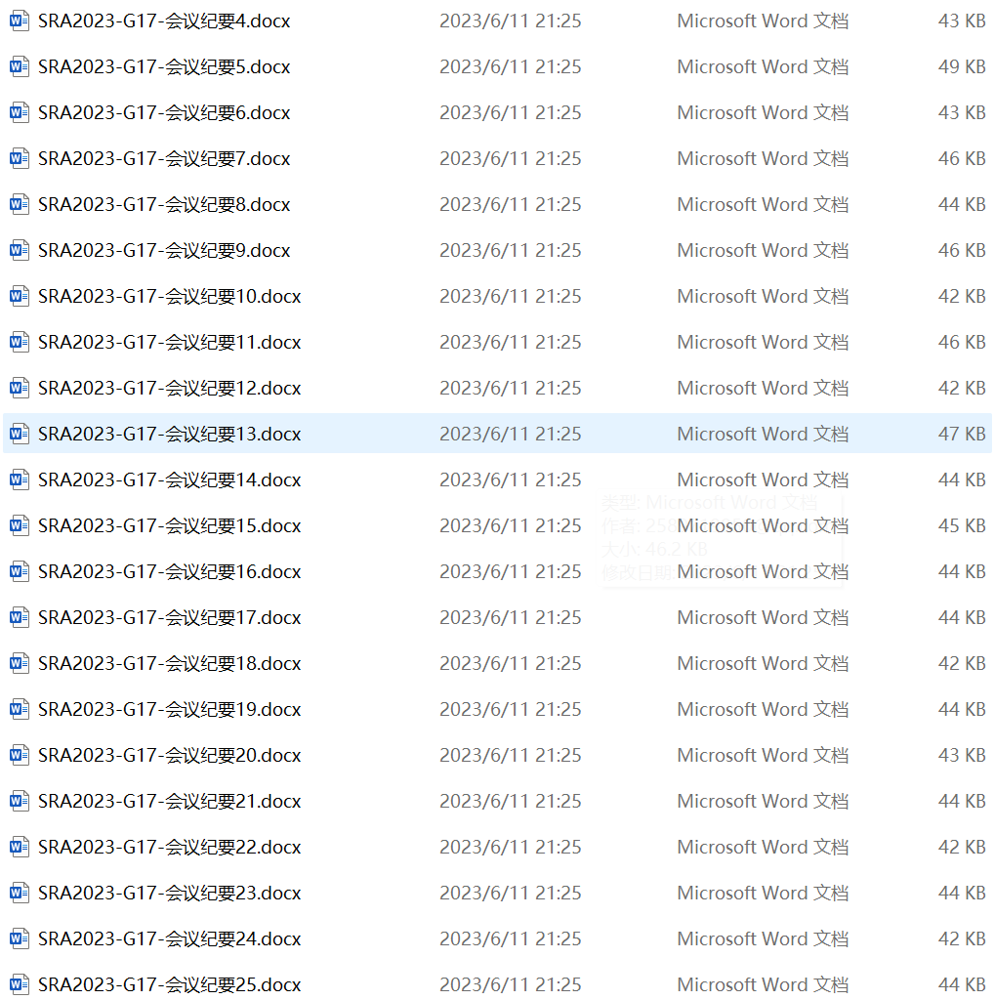 SRA2023-G17-会议纪要4.docx 2023/6/11 21:25 Microsoft Word 文档 43 KB
SRA2023-G17-会议纪要5.docx 2023/6/11 21:25 Microsoft Word 文档 49 KB
SRA2023-G17-会议纪要6.docx 2023/6/11 21:25 Microsoft Word 文档 43 KB
SRA2023-G17-会议纪要7.docx 2023/6/11 21:25 Microsoft Word 文档 46 KB
SRA2023-G17-会议纪要8.docx 2023/6/11 21:25 Microsoft Word 文档 44 KB
SRA2023-G17-会议纪要9.docx 2023/6/11 21:25 Microsoft Word 文档 46 KB
SRA2023-G17-会议纪要10.docx 2023/6/11 21:25 Microsoft Word 文档 42 KB
SRA2023-G17-会议纪要11.docx 2023/6/11 21:25 Microsoft Word 文档 46 KB
SRA2023-G17-会议纪要12.docx 2023/6/11 21:25 Microsoft Word 文档 42 KB
SRA2023-G17-会议纪要13.docx 2023/6/11 21:25 Microsoft Word 文档 47 KB
SRA2023-G17-会议纪要14.docx 2023/6/11 21:25 Microsoft Word 文档 44 KB
类型: Microsoft Word 文档
SRA2023-G17-会议纪要15.docx 2023/6/11 21:25 Microsoft Word 文档 45 KB
作者:
大小: 46.2 KB
SRA2023-G17-会议纪要16.docx 2023/6/11 21:25 Microsoft Word 文档 44 KB
修改日期
SRA2023-G17-会议纪要17.docx 2023/6/11 21:25 Microsoft Word 文档 44 KB
SRA2023-G17-会议纪要18.docx 2023/6/11 21:25 Microsoft Word 文档 42 KB
SRA2023-G17-会议纪要19.docx 2023/6/11 21:25 Microsoft Word 文档 44 KB
SRA2023-G17-会议纪要20.docx 2023/6/11 21:25 Microsoft Word 文档 43 KB
SRA2023-G17-会议纪要21.docx 2023/6/11 21:25 Microsoft Word 文档 44 KB
SRA2023-G17-会议纪要22.docx 2023/6/11 21:25 Microsoft Word 文档 42 KB
SRA2023-G17-会议纪要23.docx 2023/6/11 21:25 Microsoft Word 文档 44 KB
SRA2023-G17-会议纪要24.docx 2023/6/11 21:25 Microsoft Word 文档 42 KB
SRA2023-G17-会议纪要25.docx 2023/6/11 21:25 Microsoft Word 文档 44 KB